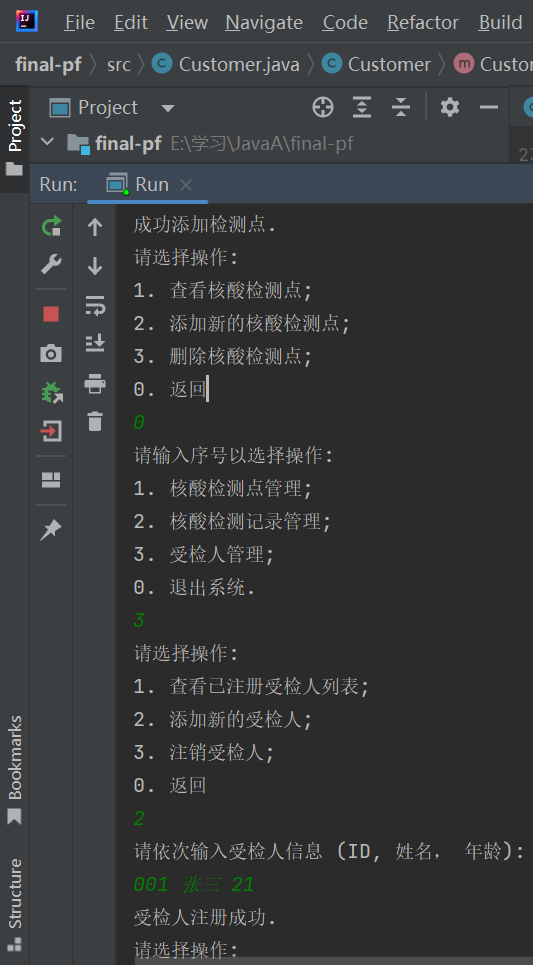 IJ
File Edit View Navigate Code Refactor Build
final-pf src C Customer.java C Customer m Custo
Project
Project
final-pf E:\学习\JavaA\final-pf
23
Run: Run
成功添加检测点.
请选择操作:
1. 查看核酸检测点;
2. 添加新的核酸检测点;
3. 删除核酸检测点;
0. 返回
0
请输入序号以选择操作:
1. 核酸检测点管理;
2. 核酸检测记录管理;
3. 受检人管理;
0. 退出系统.
3
请选择操作:
1. 查看已注册受检人列表;
2. 添加新的受检人;
3. 注销受检人;
0. 返回
2
请依次输入受检人信息 (ID, 姓名, 年龄):
001 张三 21
受检人注册成功.
请选择操作:
Bookmarks
Structure